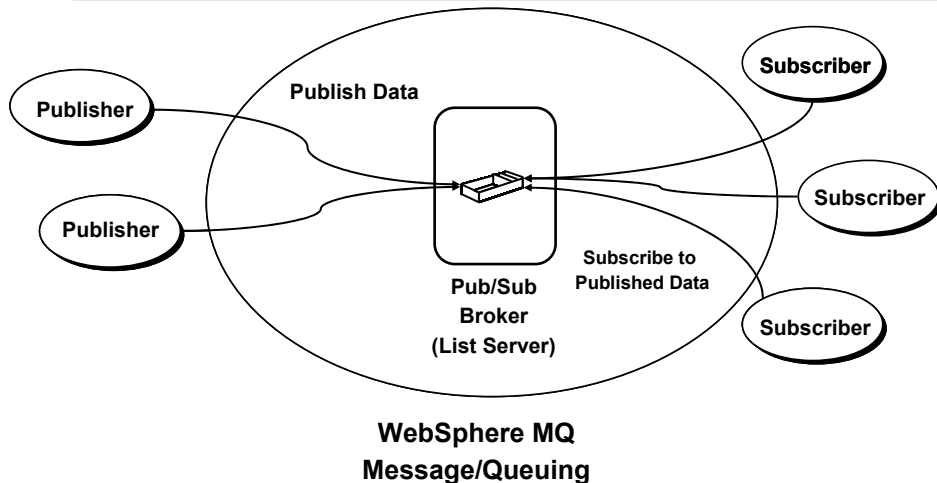 Publisher
Publisher
Publish Data
Pub/Sub
Broker
(List Server)
Subscribe to
Published Data
Subscriber
Subscriber
Subscriber
WebSphere MQ
Message/Queuing